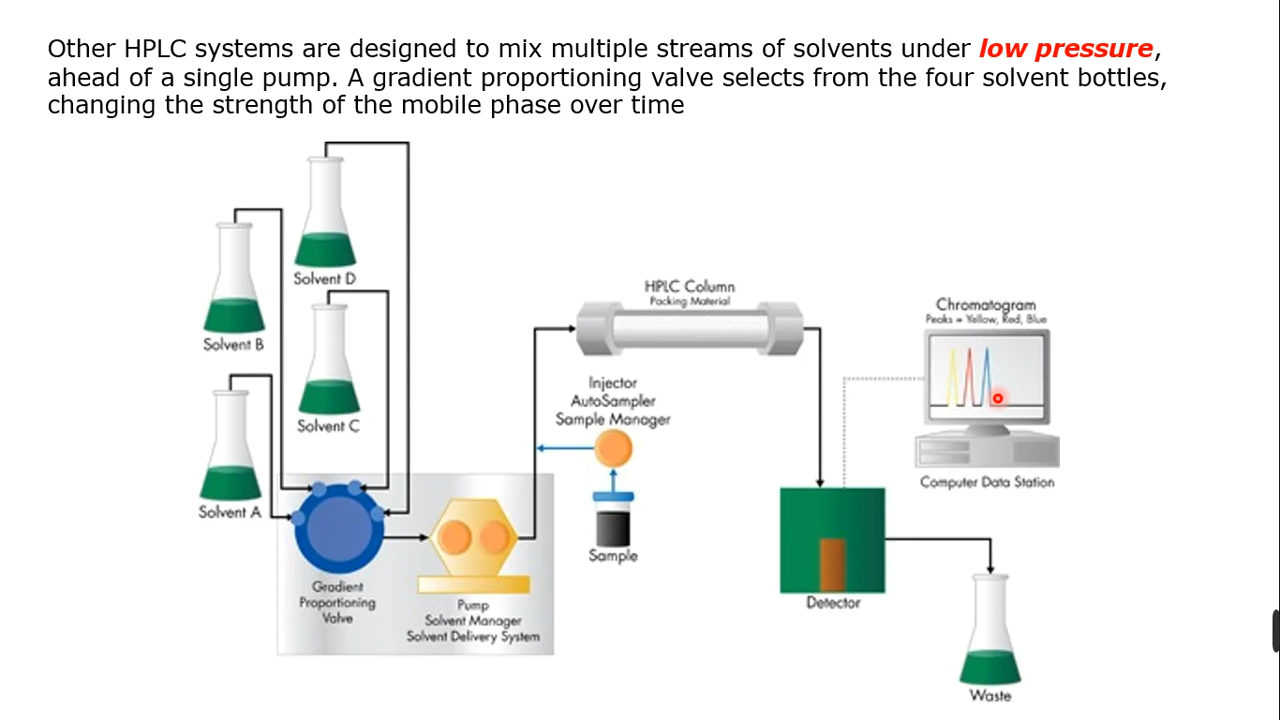 Other HPLC systems are designed to mix multiple streams of solvents under low pressure,
ahead of a single pump. A gradient proportioning valve selects from the four solvent bottles,
changing the strength of the mobile phase over time
Solvent D
Solvent B
Solvent C
Solvent A
Gradient
Proportioning
Valve
Pump
Solvent Manager
Solvent Delivery System
Injector
AutoSampler
Sample Manager
Sample
HPLC Column
Packing Material
Chromatogram
Peaks = Yellow, Red, Blue
Computer Data Station
Detector
Waste